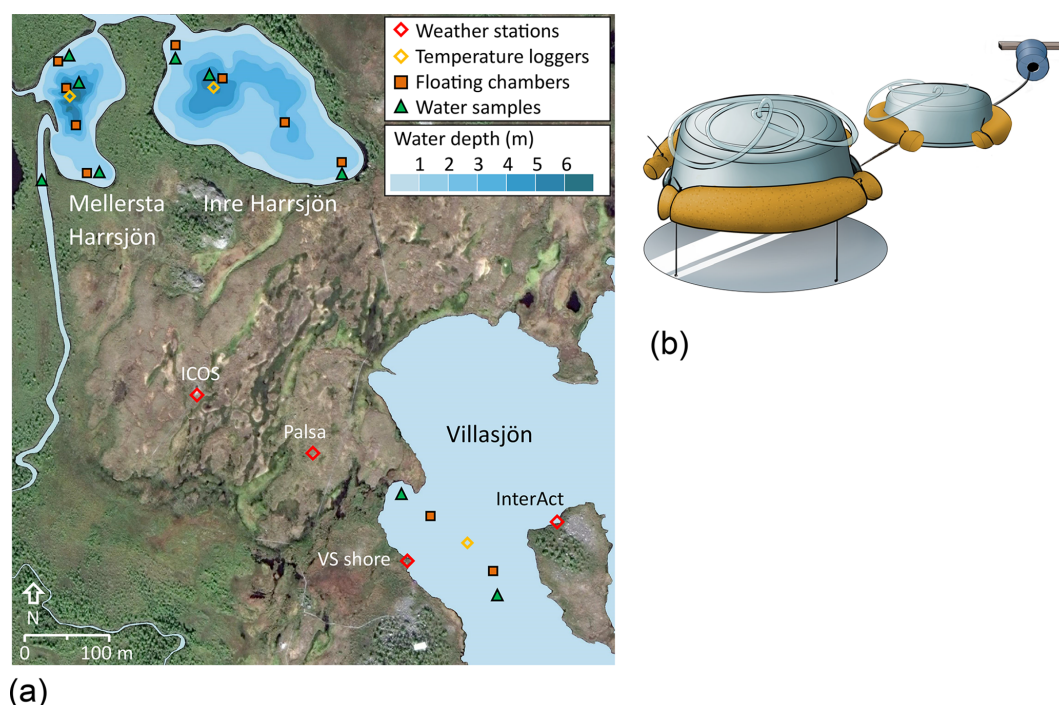 Weather stations
Temperature loggers
Floating chambers
Water samples
Water depth (m)
1 2 3 4 5 6
Mellersta
Harrsjön
Inre Harrsjön
ICOS
Palsa
Villasjön
InterAct
VS shore
N
0 100 m
(a)
(b)